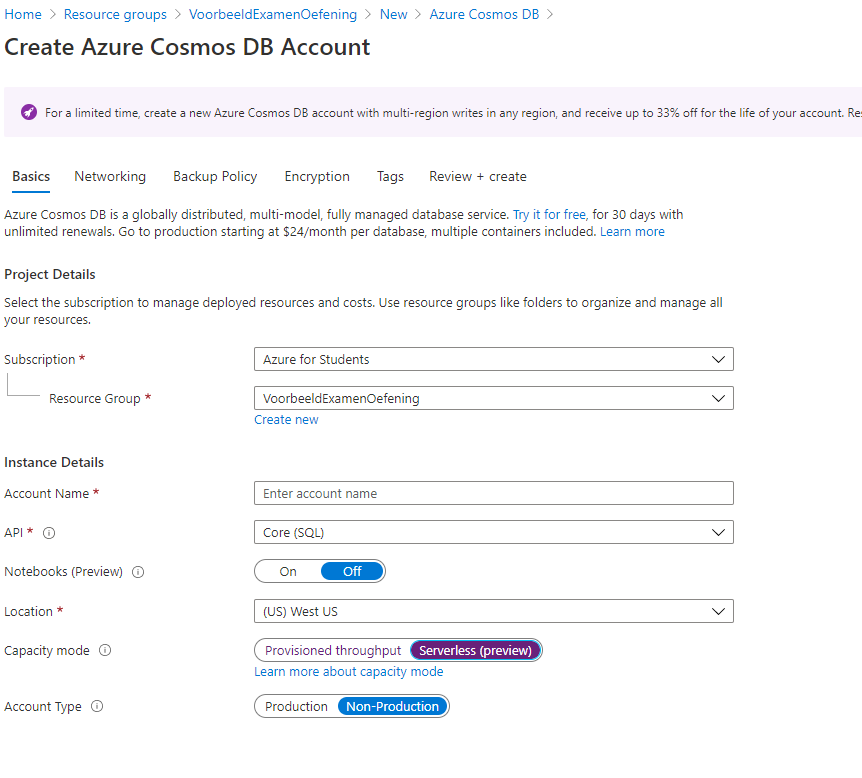 Home > Resource groups > VoorbeeldExamenOefening > New > Azure Cosmos DB >
Create Azure Cosmos DB Account
For a limited time, create a new Azure Cosmos DB account with multi-region writes in any region, and receive up to 33% off for the life of your account. Res
Basics Networking Backup Policy Encryption Tags Review + create
Azure Cosmos DB is a globally distributed, multi-model, fully managed database service. Try it for free, for 30 days with
unlimited renewals. Go to production starting at $24/month per database, multiple containers included. Learn more
Project Details
Select the subscription to manage deployed resources and costs. Use resource groups like folders to organize and manage all
your resources.
Subscription * Azure for Students
Resource Group * VoorbeeldExamenOefening
Create new
Instance Details
Account Name * Enter account name
API * Core (SQL)
Notebooks (Preview) On Off
Location * (US) West US
Capacity mode Provisioned throughput Serverless (preview)
Learn more about capacity mode
Account Type Production Non-Production